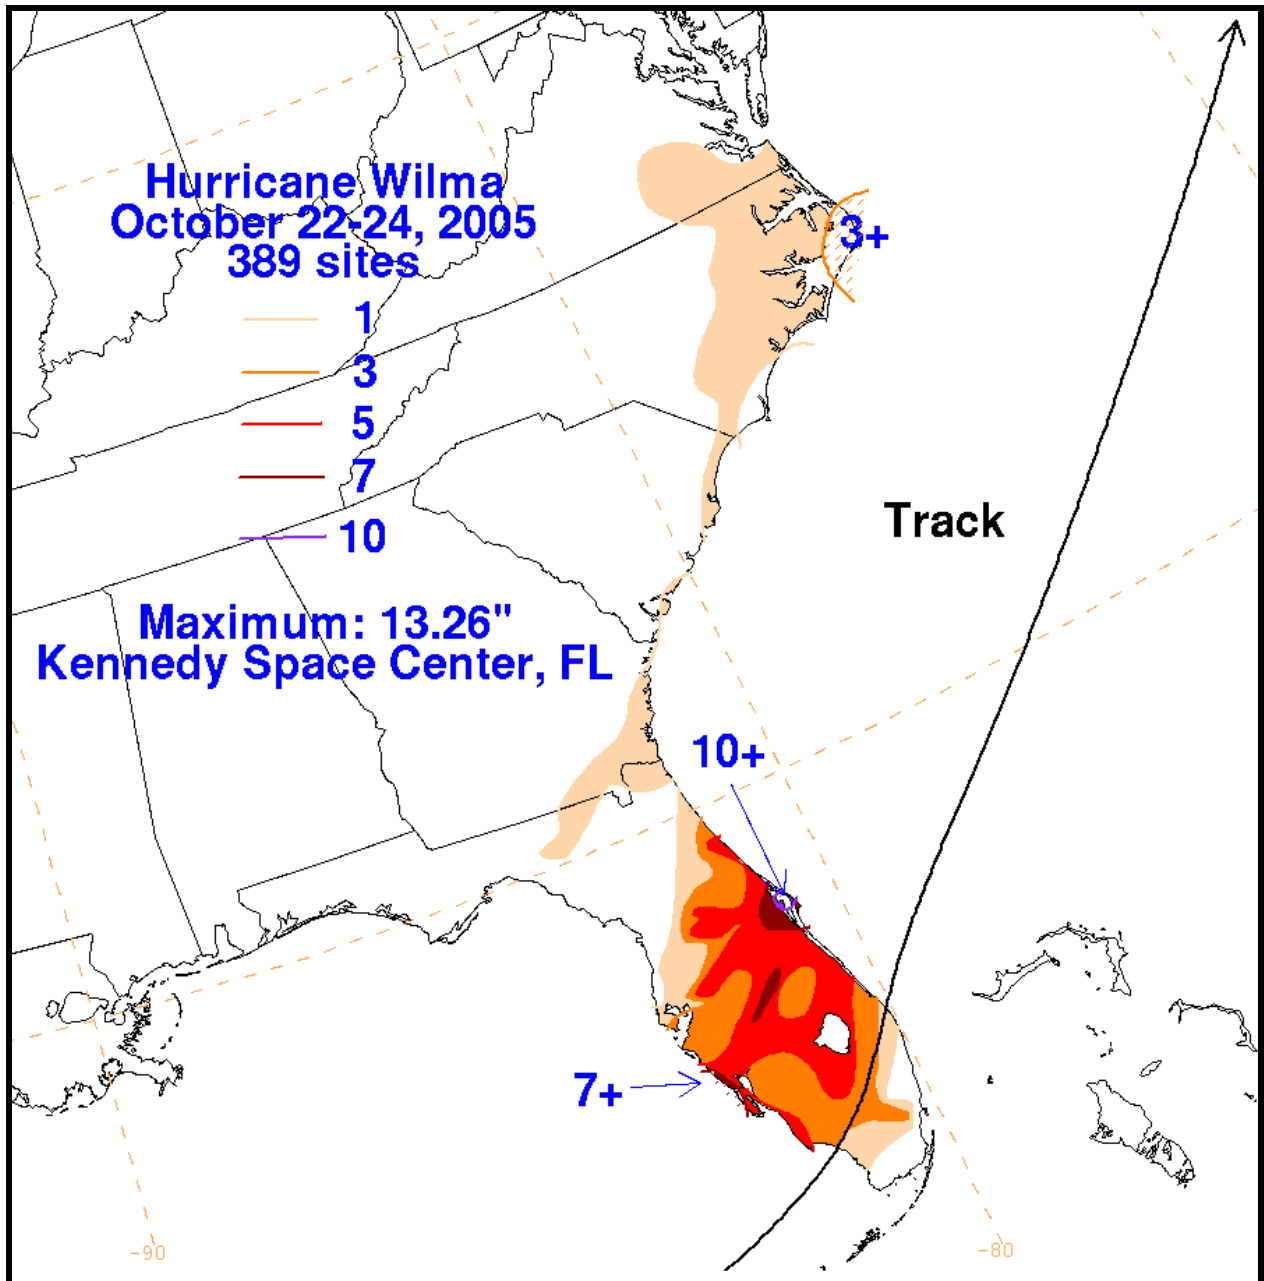 Hurricane Wilma
October 22-24, 2005
389 sites
1
3
5
7
10
Maximum: 13.26"
Kennedy Space Center, FL
3+
Track
10+
7+
-90
-80